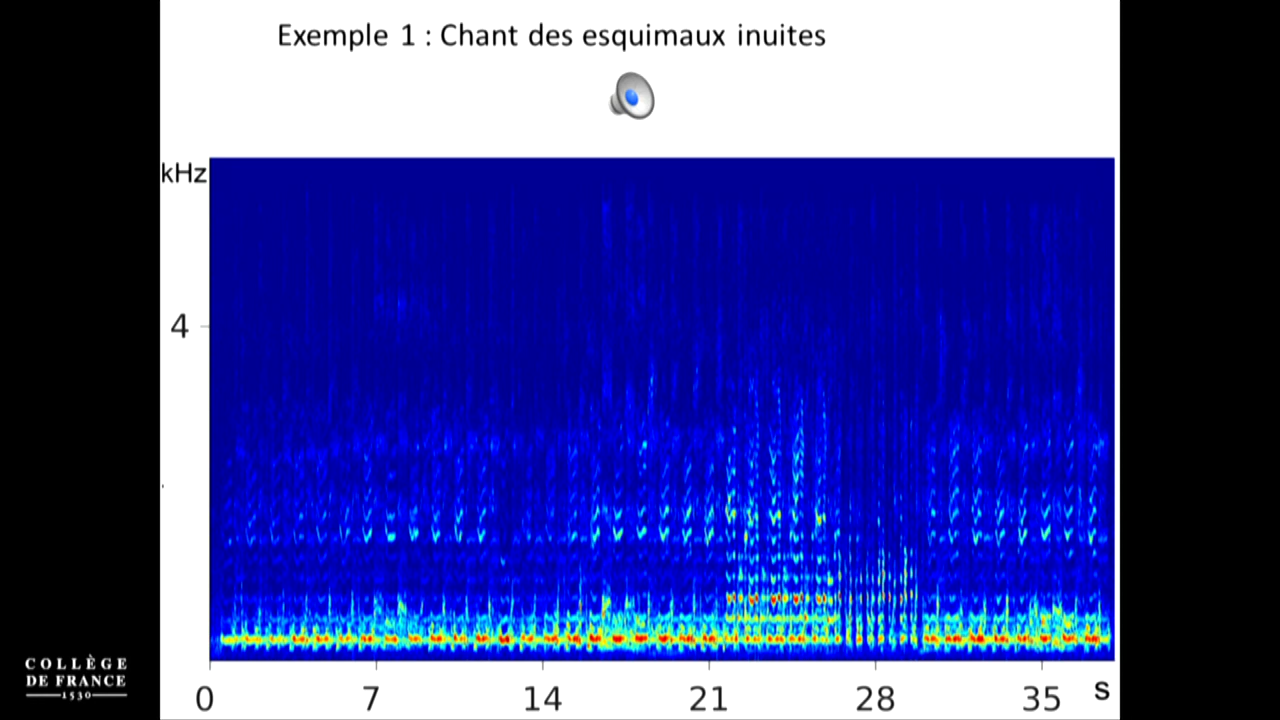 Exemple 1 : Chant des esquimaux inuites
kHz
4
0 7 14 21 28 35 s
COLLÈGE
DE FRANCE
1530